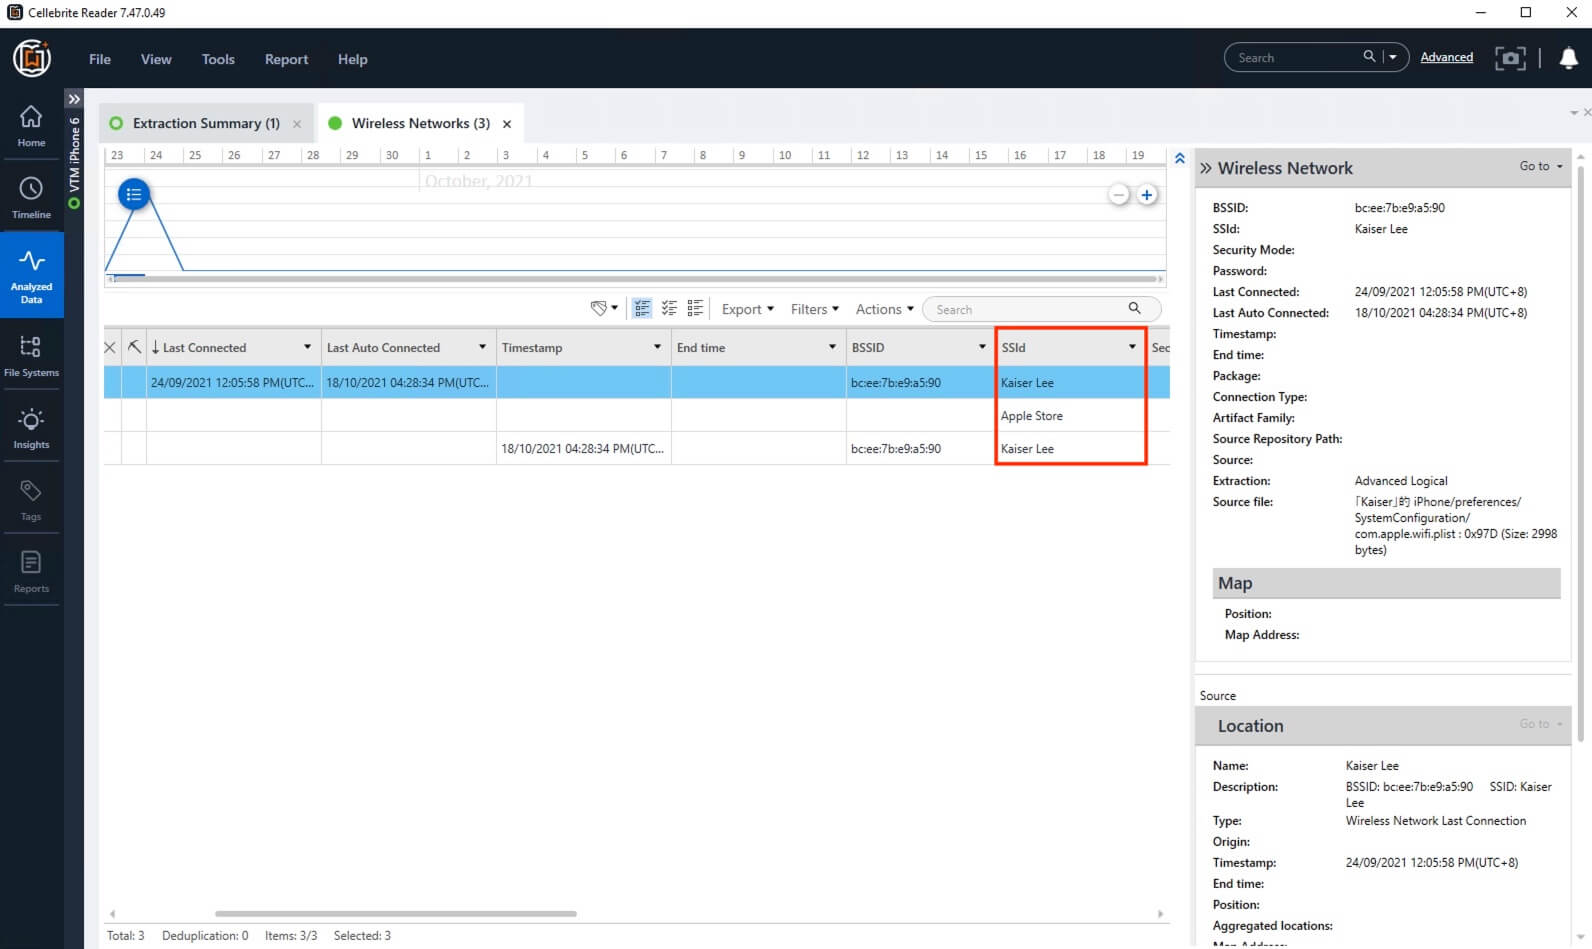 Cellebrite Reader 7.47.0.49
File View Tools Report Help
Search Advanced
Home
Timeline
Analyzed
Data
File Systems
Insights
Tags
Reports
VTM iPhone 6
Extraction Summary (1) Wireless Networks (3)
23 24 25 26 27 28 29 30 1 2 3 4 5 6 7 8 9 10 11 12 13 14 15 16 17 18 19
October, 2021
Export Filters Actions Search
Last Connected Last Auto Connected Timestamp End time BSSID SSId Sec
24/09/2021 12:05:58 PM(UTC... 18/10/2021 04:28:34 PM(UTC... bc:ee:7b:e9:a5:90 Kaiser Lee
Apple Store
18/10/2021 04:28:34 PM(UTC... bc:ee:7b:e9:a5:90 Kaiser Lee
Total: 3 Deduplication: 0 Items: 3/3 Selected: 3
Wireless Network Go to
BSSID: bc:ee:7b:e9:a5:90
SSId: Kaiser Lee
Security Mode:
Password:
Last Connected: 24/09/2021 12:05:58 PM(UTC+8)
Last Auto Connected: 18/10/2021 04:28:34 PM(UTC+8)
Timestamp:
End time:
Package:
Connection Type:
Artifact Family:
Source Repository Path:
Source:
Extraction: Advanced Logical
Source file: 「Kaiser」的 iPhone/preferences/
SystemConfiguration/
com.apple.wifi.plist : 0x97D (Size: 2998
bytes)
Map
Position:
Map Address:
Source
Location Go to
Name: Kaiser Lee
Description: BSSID: bc:ee:7b:e9:a5:90 SSID: Kaiser
Lee
Type: Wireless Network Last Connection
Origin:
Timestamp: 24/09/2021 12:05:58 PM(UTC+8)
End time:
Position:
Aggregated locations:
Map Address: